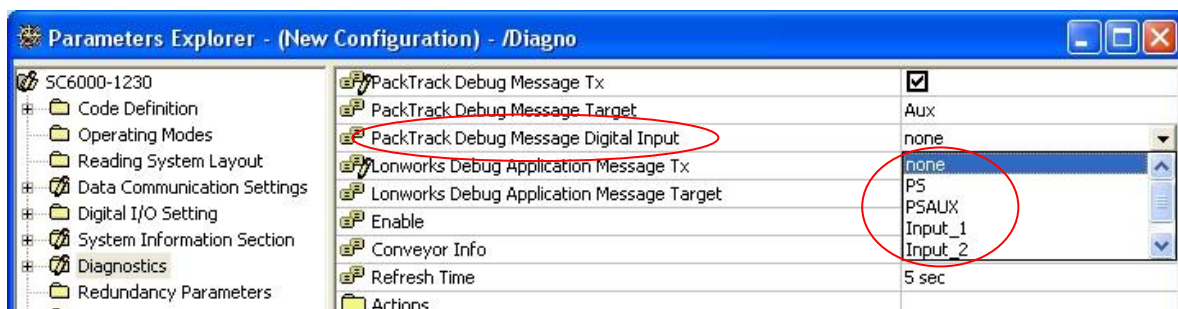 Parameters Explorer - (New Configuration) - /Diagno
SC6000-1230
Code Definition
Operating Modes
Reading System Layout
Data Communication Settings
Digital I/O Setting
System Information Section
Diagnostics
Redundancy Parameters
PackTrack Debug Message Tx
PackTrack Debug Message Target Aux
PackTrack Debug Message Digital Input none
Lonworks Debug Application Message Tx
Lonworks Debug Application Message Target
Enable
Conveyor Info
Refresh Time 5 sec
Actions
none
PS
PSAUX
Input_1
Input_2